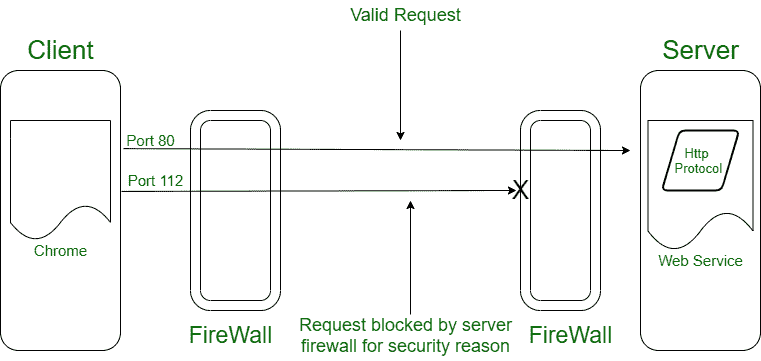 Valid Request
Client
Server
Port 80
Http
Protocol
Port 112
X
Chrome
Web Service
FireWall
Request blocked by server
firewall for security reason
FireWall